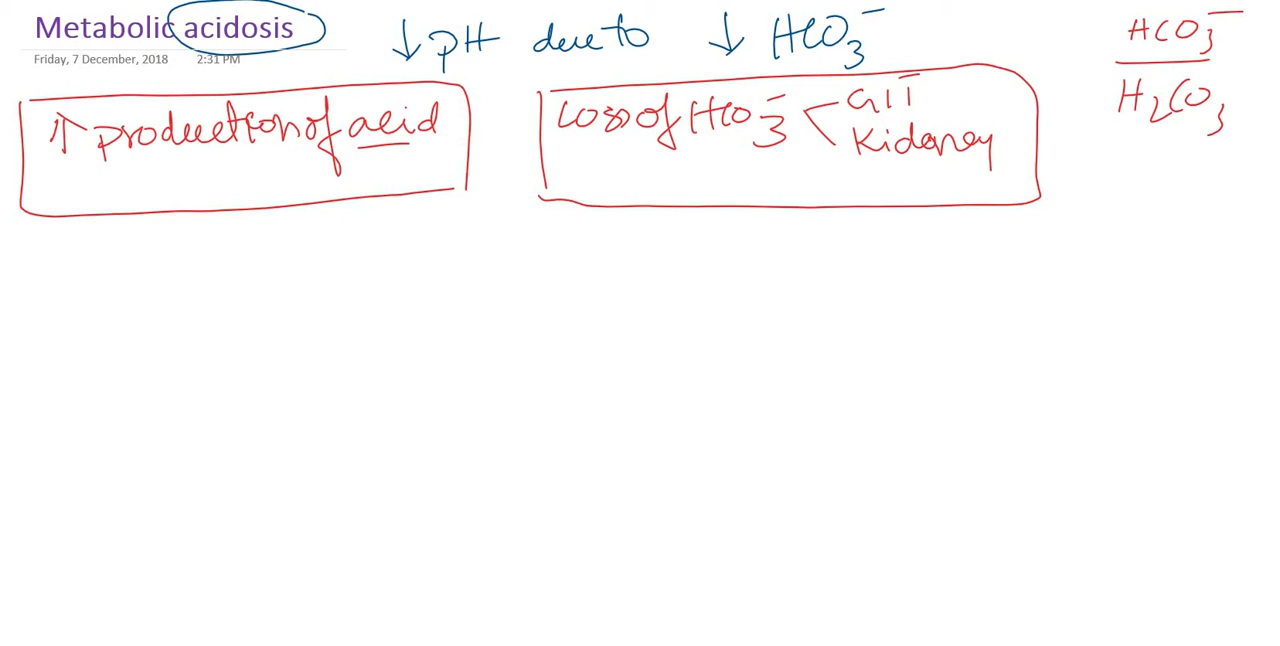 Metabolic acidosis
Friday, 7 December, 2018 2:31 PM
↓ pH due to ↓ HCO3⁻
HCO3⁻
H2CO3
↑ production of acid
Loss of HCO3⁻ < GIT
Kidaney